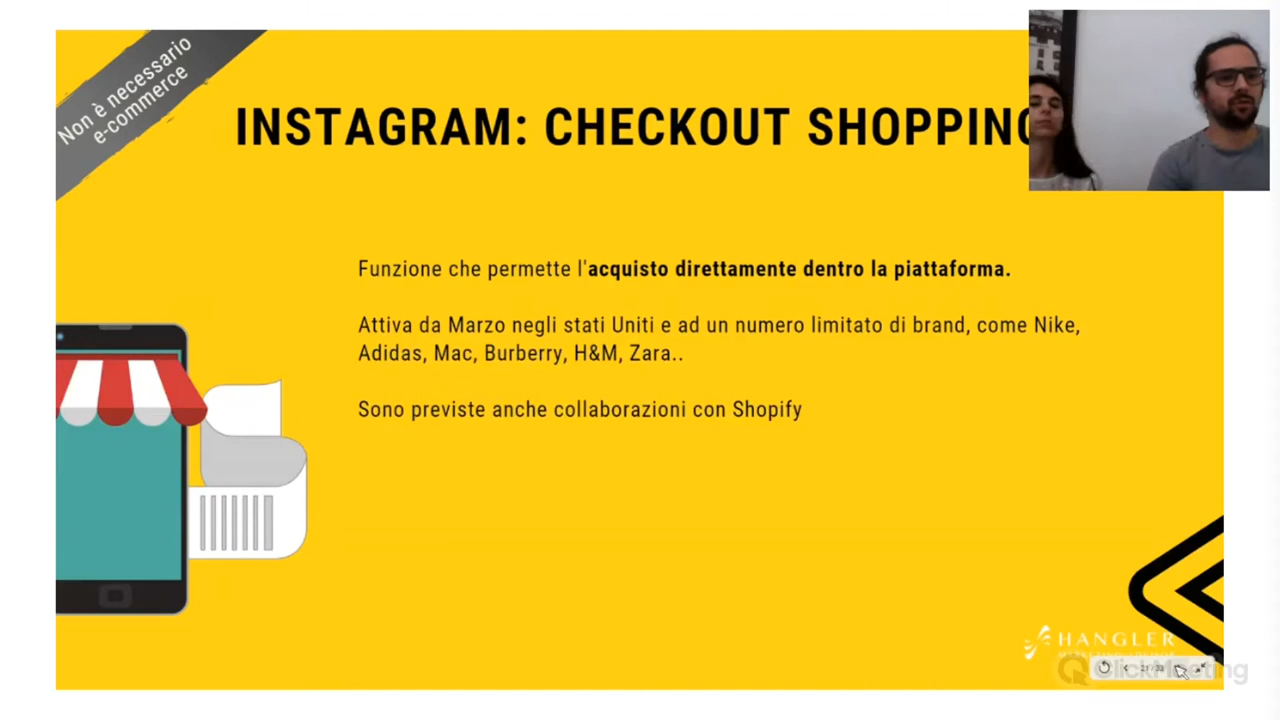 Non è necessario
e-commerce
INSTAGRAM: CHECKOUT SHOPPING
Funzione che permette l'acquisto direttamente dentro la piattaforma.
Attiva da Marzo negli stati Uniti e ad un numero limitato di brand, come Nike,
Adidas, Mac, Burberry, H&M, Zara..
Sono previste anche collaborazioni con Shopify
HANGLER
ClickMeeting